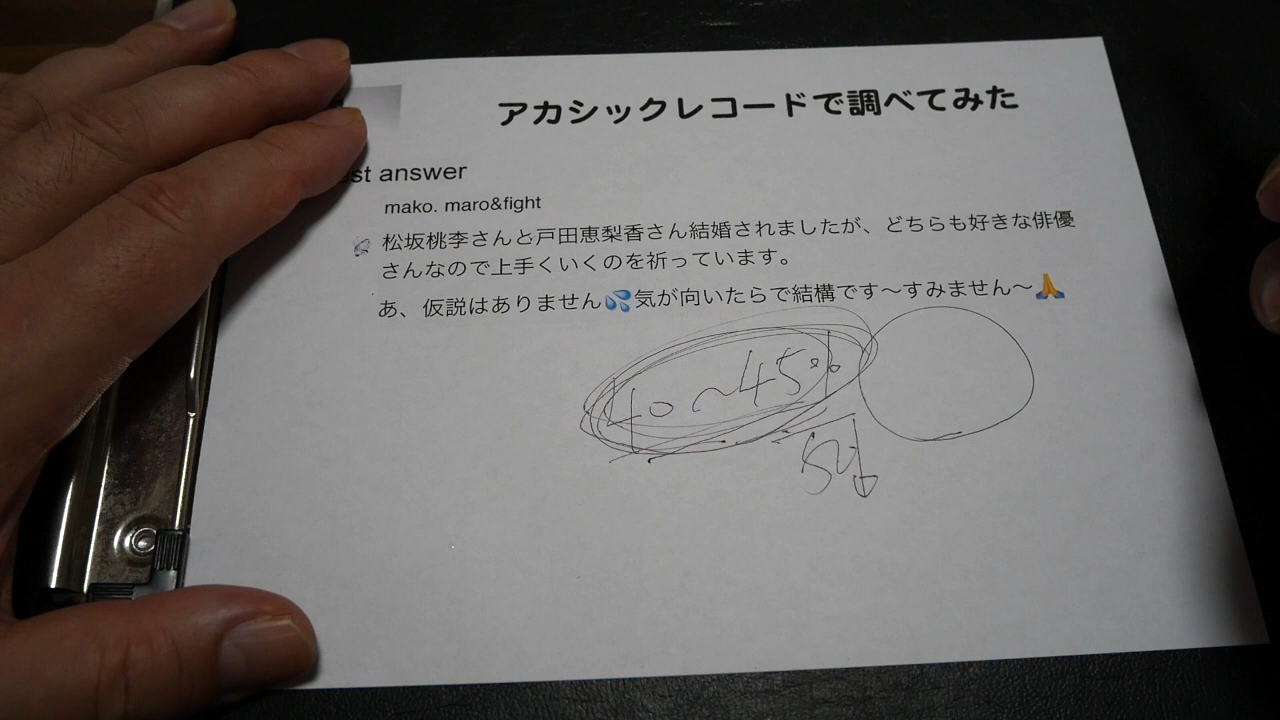 アカシックレコードで調べてみた
st answer
mako. maro&fight
松坂桃李さんと戸田恵梨香さん結婚されましたが、どちらも好きな俳優
さんなので上手くいくのを祈っています。
あ、仮説はありません💦気が向いたらで結構です〜すみません〜🙏
40〜45%